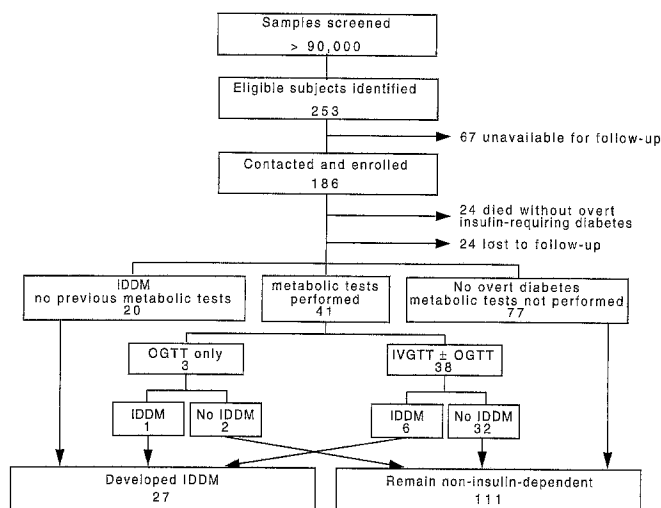 Samples screened
> 90,000
Eligible subjects identified
253
67 unavailable for follow-up
Contacted and enrolled
186
24 died without overt
insulin-requiring diabetes
24 lost to follow-up
IDDM
no previous metabolic tests
20
metabolic tests
performed
41
No overt diabetes
metabolic tests not performed
77
OGTT only
3
IVGTT ± OGTT
38
IDDM
1
No IDDM
2
IDDM
6
No IDDM
32
Developed IDDM
27
Remain non-insulin-dependent
111